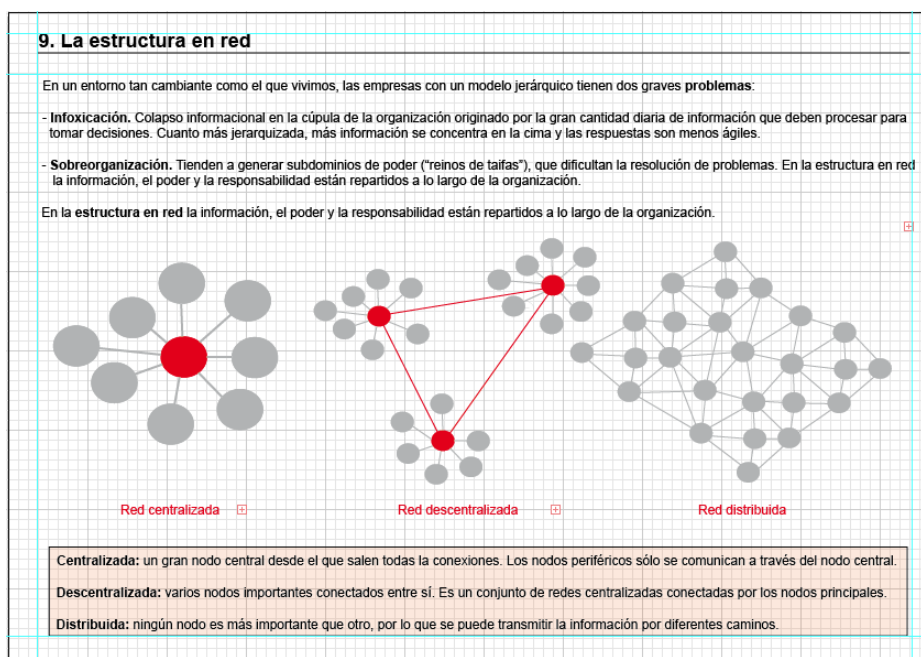 9. La estructura en red
En un entorno tan cambiante como el que vivimos, las empresas con un modelo jerárquico tienen dos graves problemas:
- Infoxicación. Colapso informacional en la cúpula de la organización originado por la gran cantidad diaria de información que deben procesar para
tomar decisiones. Cuanto más jerarquizada, más información se concentra en la cima y las respuestas son menos ágiles.
- Sobreorganización. Tienden a generar subdominios de poder (“reinos de taifas”), que dificultan la resolución de problemas. En la estructura en red
la información, el poder y la responsabilidad están repartidos a lo largo de la organización.
En la estructura en red la información, el poder y la responsabilidad están repartidos a lo largo de la organización.
Red centralizada
Red descentralizada
Red distribuida
Centralizada: un gran nodo central desde el que salen todas la conexiones. Los nodos periféricos sólo se comunican a través del nodo central.
Descentralizada: varios nodos importantes conectados entre sí. Es un conjunto de redes centralizadas conectadas por los nodos principales.
Distribuida: ningún nodo es más importante que otro, por lo que se puede transmitir la información por diferentes caminos.